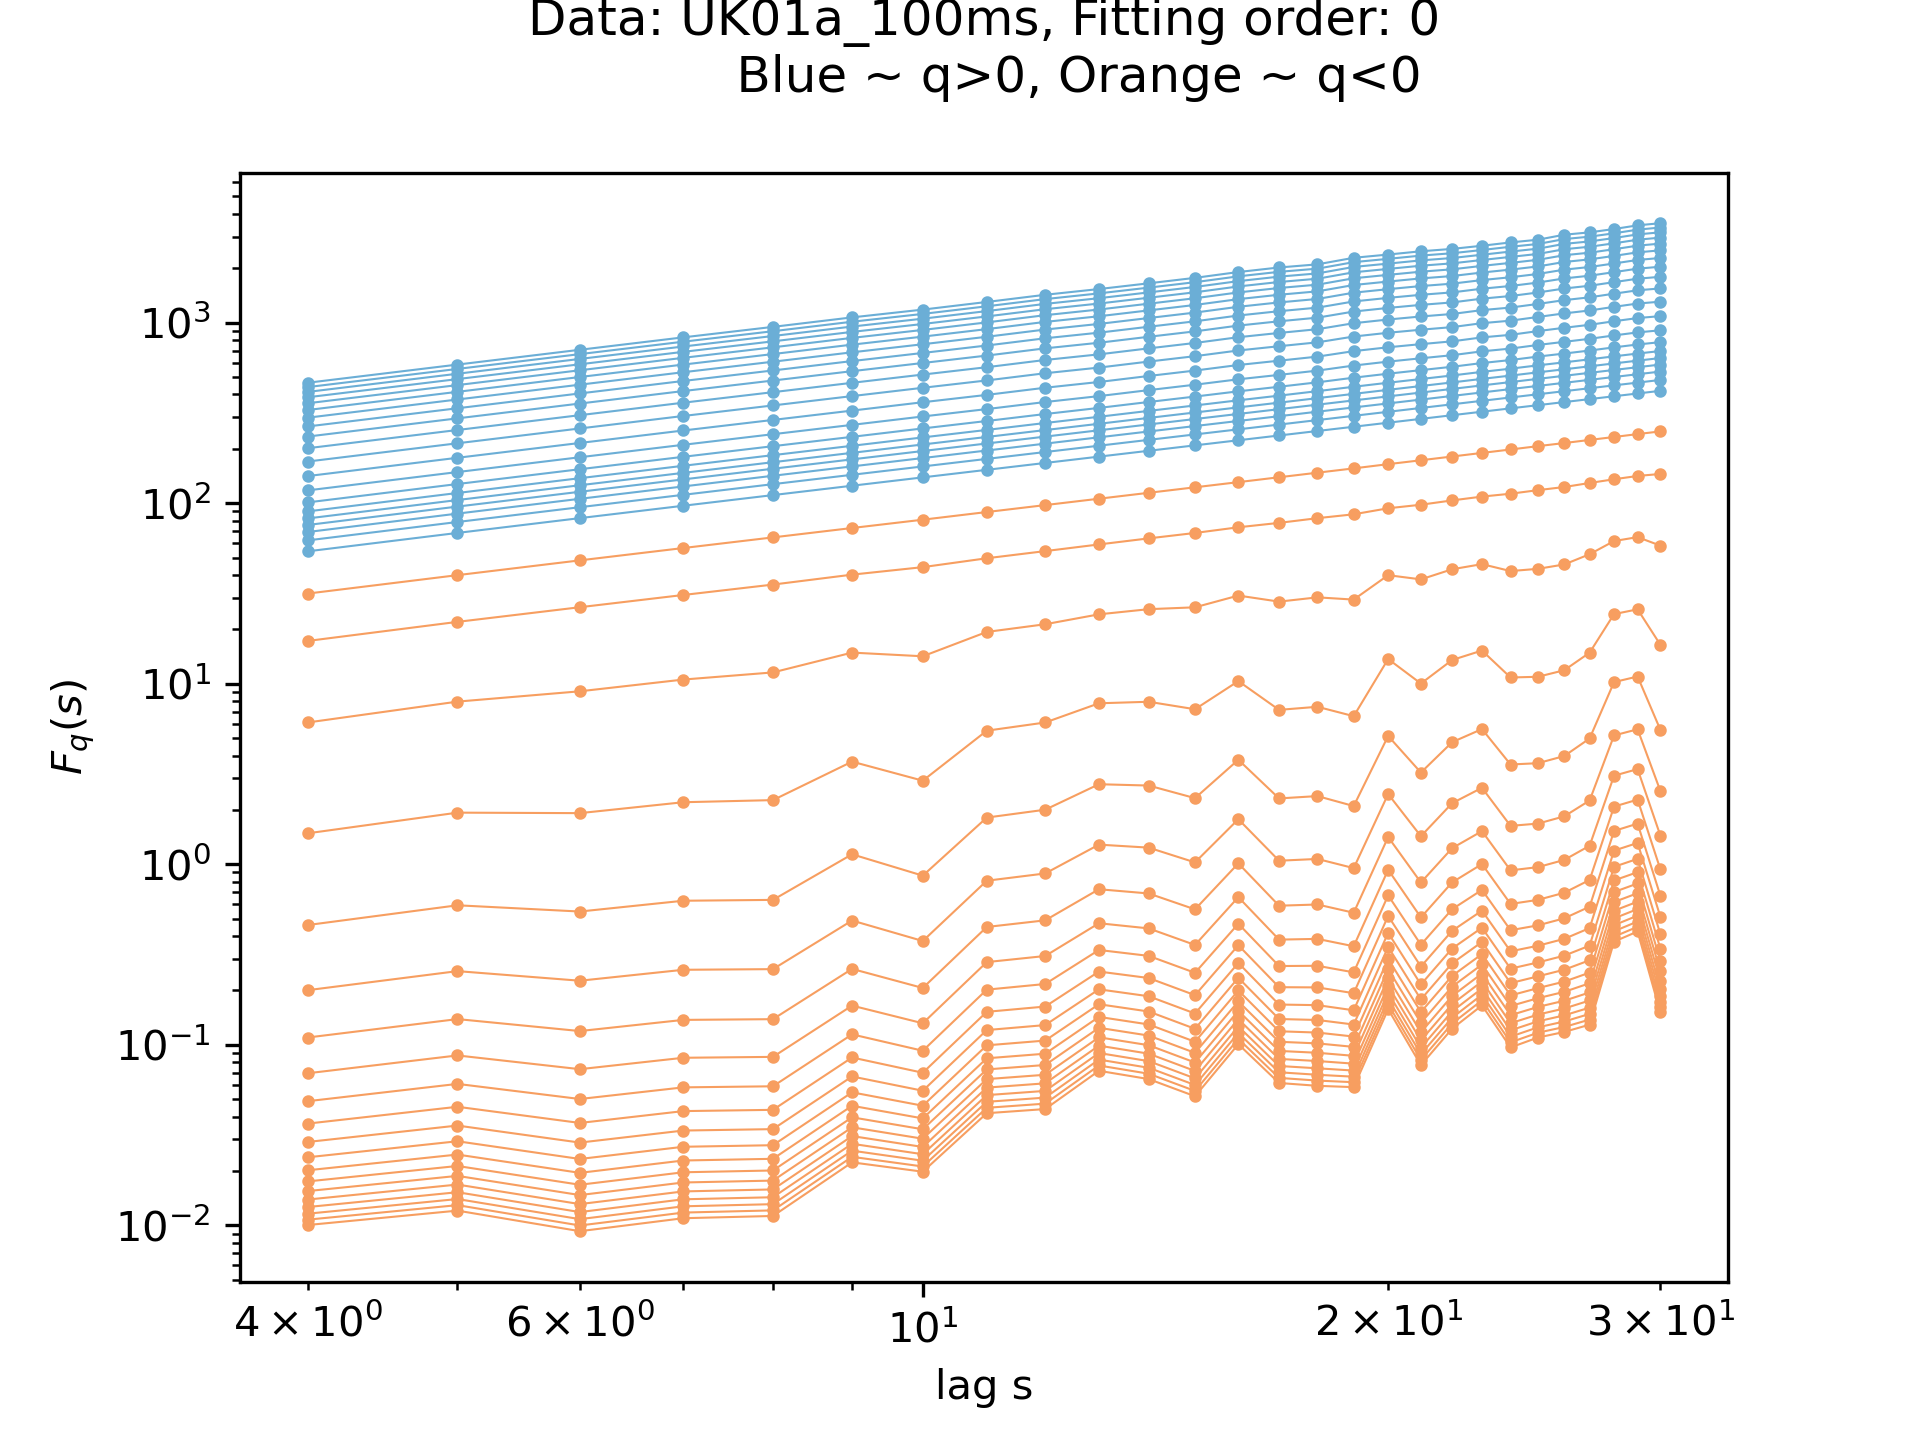 Data: UK01a_100ms, Fitting order: 0
Blue ~ q>0, Orange ~ q<0
10³
10²
10¹
10⁰
10⁻¹
10⁻²
F_q(s)
4 × 10⁰ 6 × 10⁰ 10¹ 2 × 10¹ 3 × 10¹
lag s